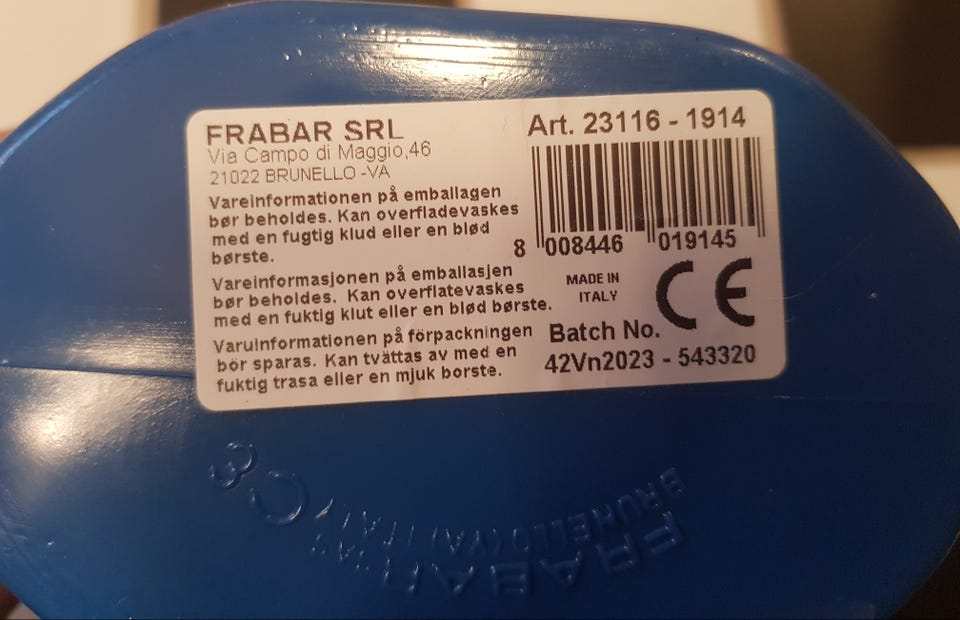 FRABAR SRL
Via Campo di Maggio,46
21022 BRUNELLO -VA
Vareinformationen på emballagen
bør beholdes. Kan overfladevaskes
med en fugtig klud eller en blød
børste.
Vareinformasjonen på emballasjen
bør beholdes. Kan overflatevaskes
med en fuktig klut eller en blød børste.
Varuinformationen på förpackningen
bör sparas. Kan tvättas av med en
fuktig trasa eller en mjuk borste.
Art. 23116 - 1914
8 008446 019145
MADE IN
ITALY
CE
Batch No.
42Vn2023 - 543320
FRABAR
BRUNELLO (VA) ITALY
CE